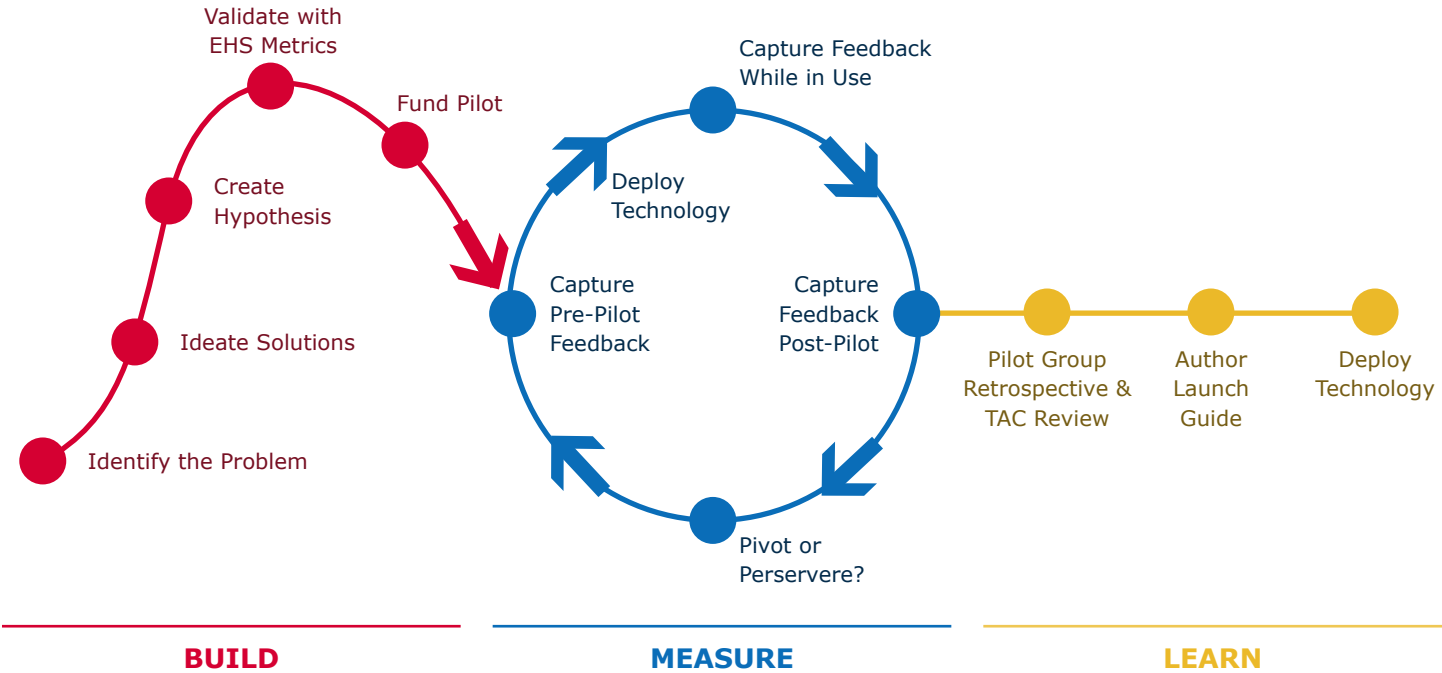 Validate with
EHS Metrics
Fund Pilot
Create
Hypothesis
Ideate Solutions
Identify the Problem
Capture Feedback
While in Use
Deploy
Technology
Capture
Pre-Pilot
Feedback
Capture
Feedback
Post-Pilot
Pivot or
Perservere?
Pilot Group
Retrospective &
TAC Review
Author
Launch
Guide
Deploy
Technology
BUILD
MEASURE
LEARN